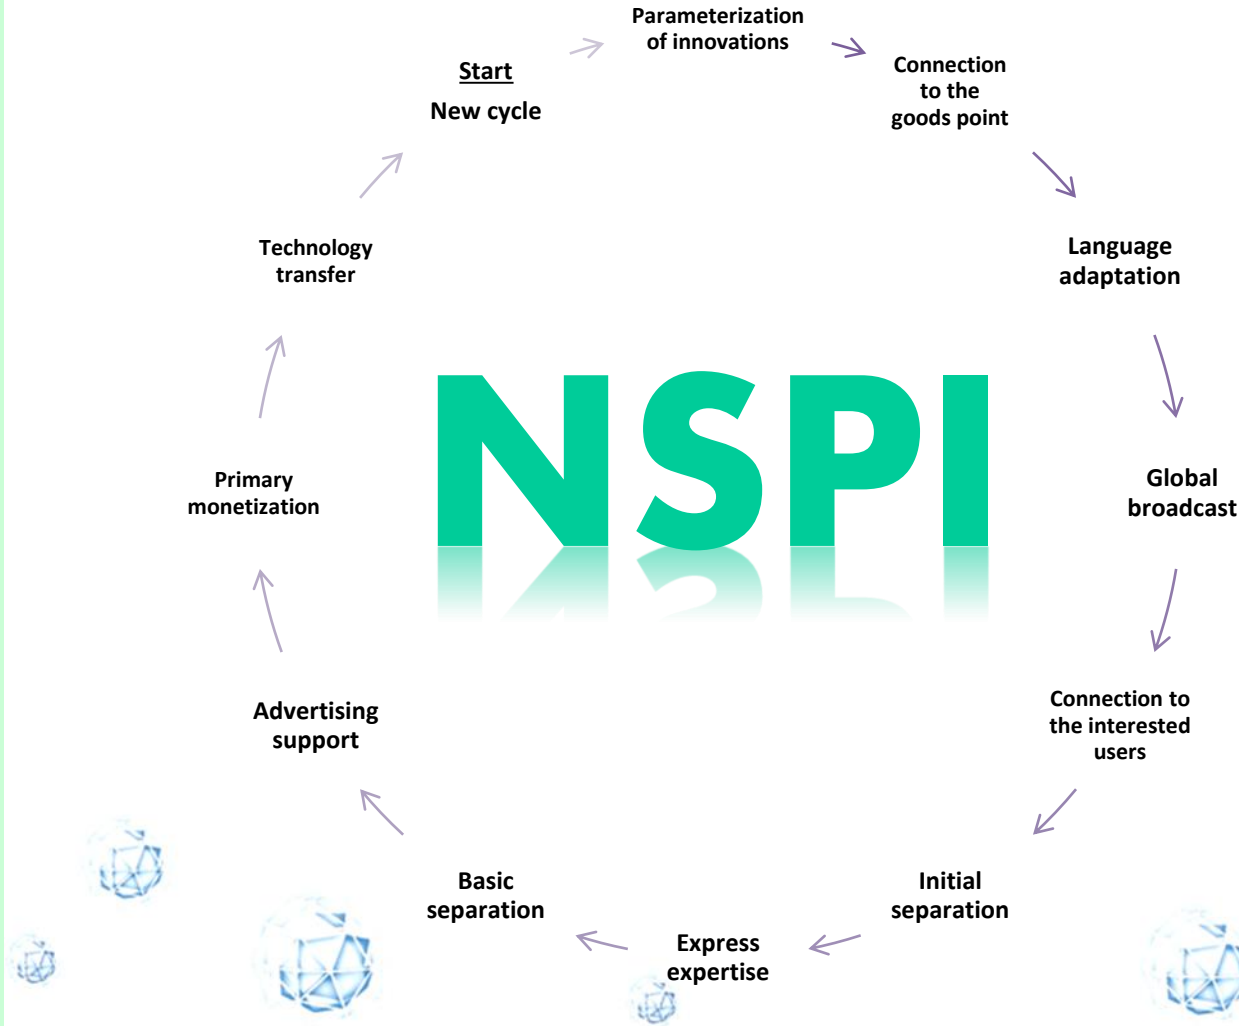 Parameterization
of innovations
Connection
to the
goods point
Language
adaptation
Global
broadcast
Connection to
the interested
users
Initial
separation
Express
expertise
Basic
separation
Advertising
support
Primary
monetization
Technology
transfer
Start
New cycle
NSPI